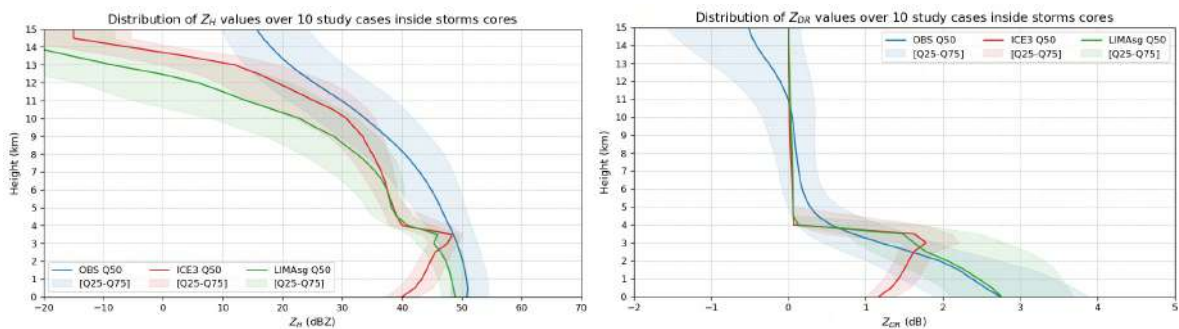 Distribution of Z_H values over 10 study cases inside storms cores
15
14
13
12
11
10
9
8
7
6
5
4
3
2
1
0
Height (km)
OBS Q50
[Q25-Q75]
ICE3 Q50
[Q25-Q75]
LIMAsg Q50
[Q25-Q75]
-20 -10 0 10 20 30 40 50 60 70
Z_H (dBZ)
Distribution of Z_DR values over 10 study cases inside storms cores
15
14
13
12
11
10
9
8
7
6
5
4
3
2
1
0
Height (km)
OBS Q50
[Q25-Q75]
ICE3 Q50
[Q25-Q75]
LIMAsg Q50
[Q25-Q75]
-2 -1 0 1 2 3 4 5
Z_DR (dB)